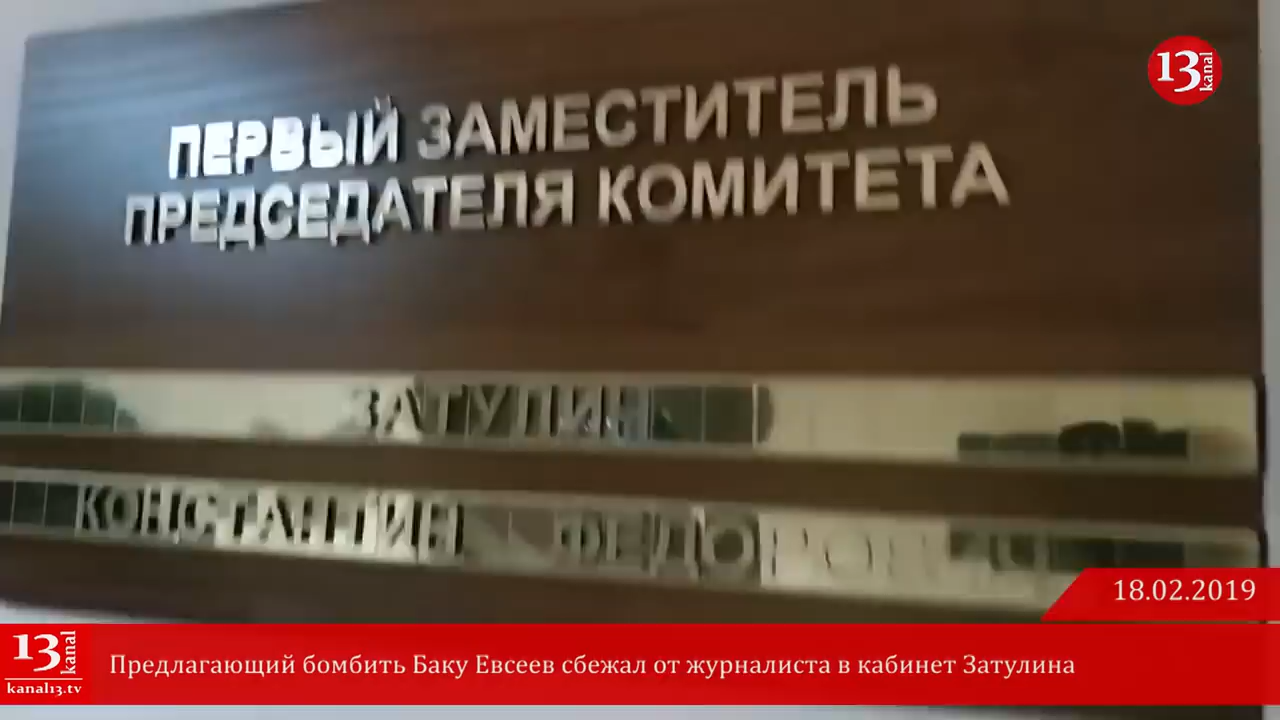 13 kanal
ПЕРВЫЙ ЗАМЕСТИТЕЛЬ
ПРЕДСЕДАТЕЛЯ КОМИТЕТА
ЗАТУЛИН
КОНСТАНТИН ФЕДОРОВИЧ
18.02.2019
13 kanal
kanal13.tv
Предлагающий бомбить Баку Евсеев сбежал от журналиста в кабинет Затулина